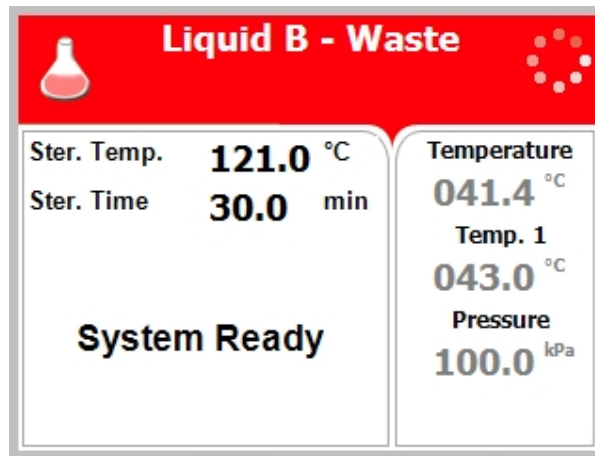 Liquid B - Waste
Ster. Temp. 121.0 °C
Ster. Time 30.0 min
System Ready
Temperature
041.4 °C
Temp. 1
043.0 °C
Pressure
100.0 kPa